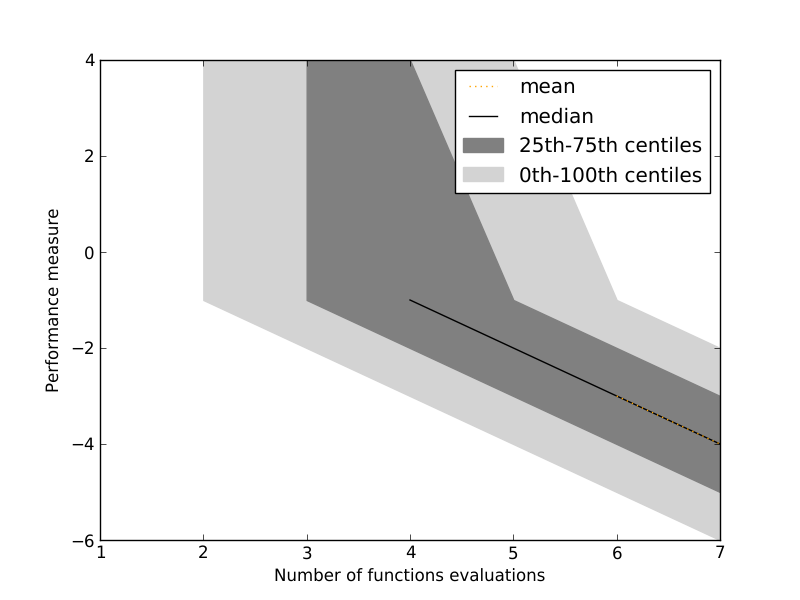 4
2
0
−2
−4
−6
Performance measure
mean
median
25th-75th centiles
0th-100th centiles
1 2 3 4 5 6 7
Number of functions evaluations